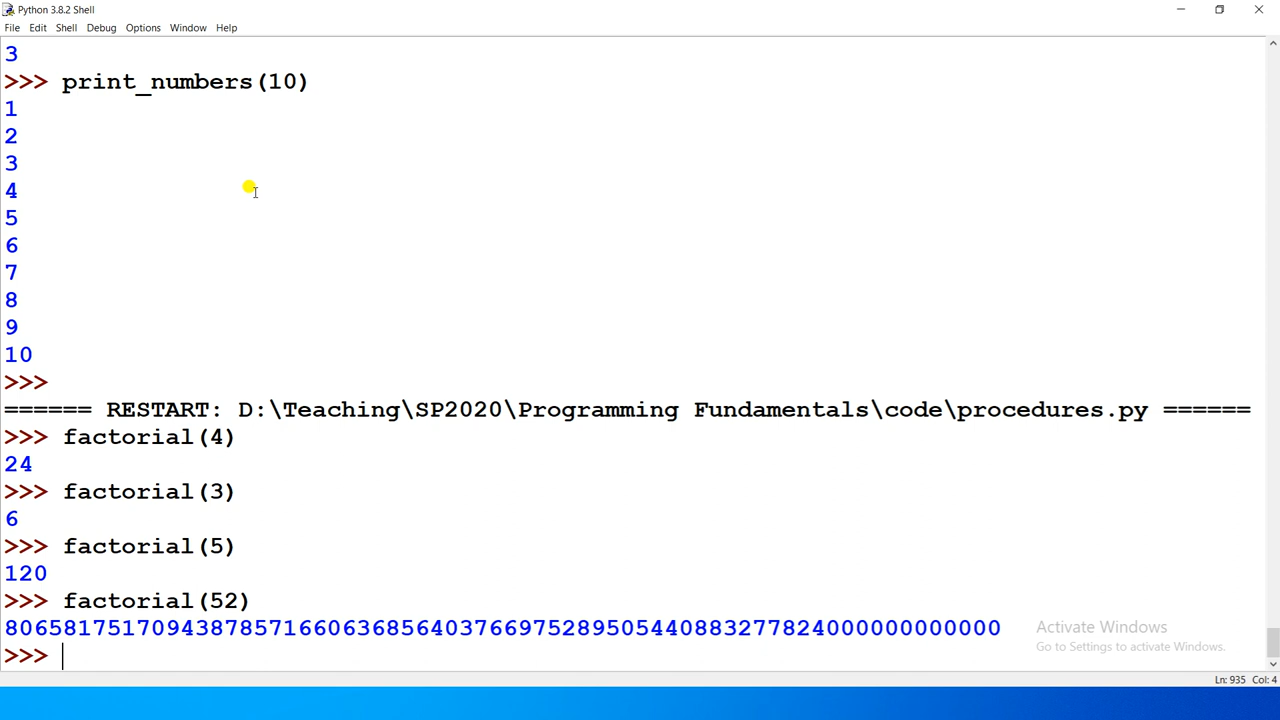 Python 3.8.2 Shell
File Edit Shell Debug Options Window Help
3
>>> print_numbers(10)
1
2
3
4
5
6
7
8
9
10
>>>
====== RESTART: D:\Teaching\SP2020\Programming Fundamentals\code\procedures.py ======
>>> factorial(4)
24
>>> factorial(3)
6
>>> factorial(5)
120
>>> factorial(52)
80658175170943878571660636856403766975289505440883277824000000000000
>>>
Activate Windows
Go to Settings to activate Windows.
Ln: 935 Col: 4